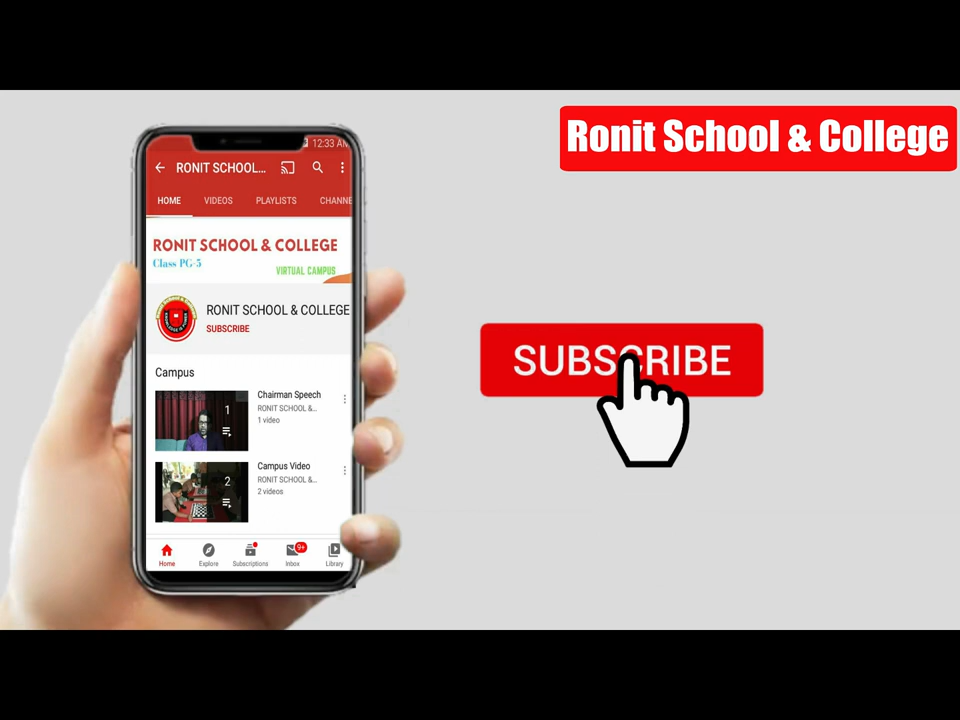 Ronit School & College
12:33 AM
RONIT SCHOOL...
HOME VIDEOS PLAYLISTS CHANNE
RONIT SCHOOL & COLLEGE
Class PG-5
VIRTUAL CAMPUS
RONIT SCHOOL & COLLEGE
SUBSCRIBE
Campus
1
Chairman Speech
RONIT SCHOOL &...
1 video
2
Campus Video
RONIT SCHOOL &...
2 videos
9+
Home Explore Subscriptions Inbox Library
SUBSCRIBE